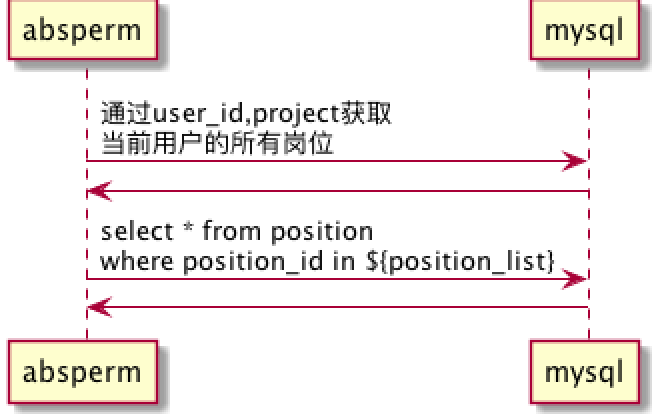 absperm
mysql
通过user_id,project获取
当前用户的所有岗位
select * from position
where position_id in ${position_list}
absperm
mysql